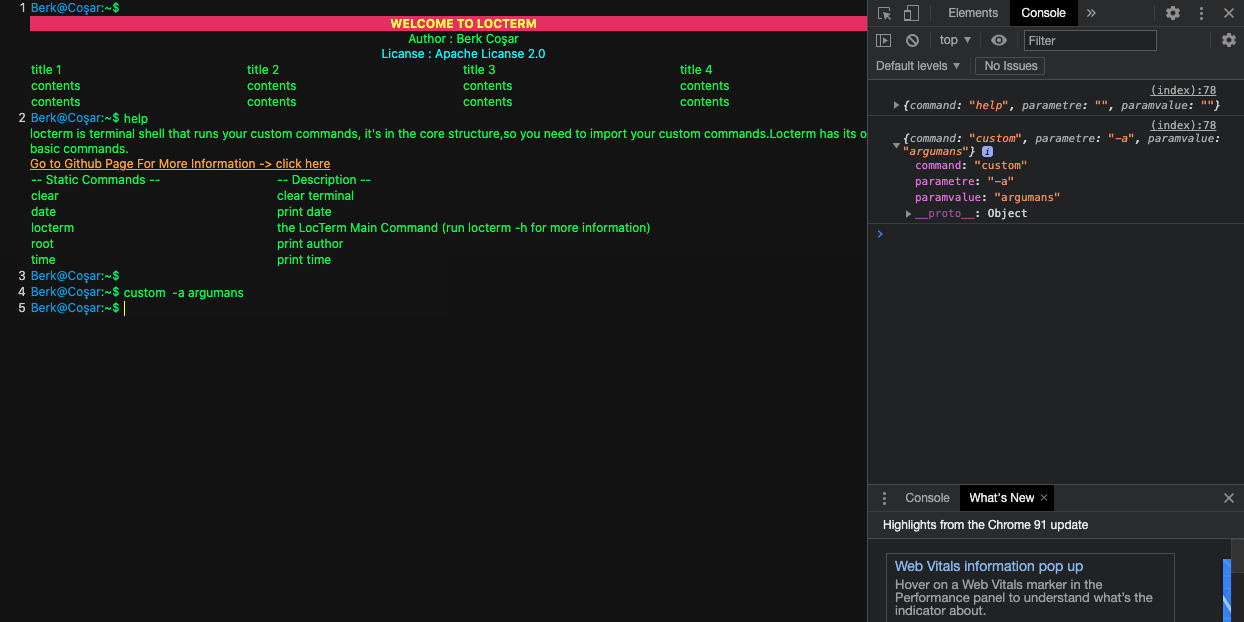 1 Berk@Coşar:~$
WELCOME TO LOCTERM
Author : Berk Coşar
Licanse : Apache Licanse 2.0
title 1 title 2 title 3 title 4
contents contents contents contents
contents contents contents contents
2 Berk@Coşar:~$ help
locterm is terminal shell that runs your custom commands, it's in the core structure,so you need to import your custom commands.Locterm has its o
basic commands.
Go to Github Page For More Information -> click here
-- Static Commands -- -- Description --
clear clear terminal
date print date
locterm the LocTerm Main Command (run locterm -h for more information)
root print author
time print time
3 Berk@Coşar:~$
4 Berk@Coşar:~$ custom  -a argumans
5 Berk@Coşar:~$
Elements Console »
top ▼ Filter
Default levels ▼ No Issues
(index):78
{command: "help", parametre: "", paramvalue: ""}
(index):78
{command: "custom", parametre: "-a", paramvalue:
"argumans"} i
command: "custom"
parametre: "-a"
paramvalue: "argumans"
__proto__: Object
>
Console What's New ×
Highlights from the Chrome 91 update
Web Vitals information pop up
Hover on a Web Vitals marker in the
Performance panel to understand what's the
indicator about.